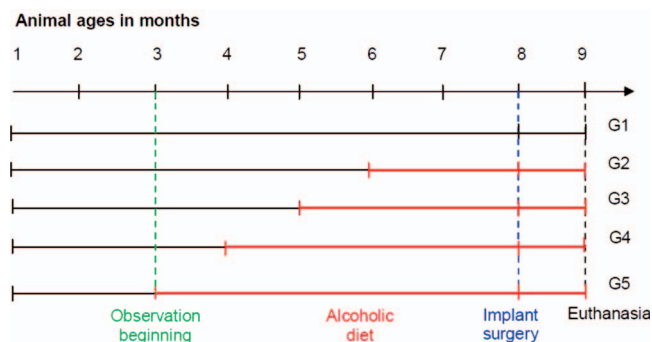 Animal ages in months
1 2 3 4 5 6 7 8 9
G1
G2
G3
G4
G5
Observation beginning
Alcoholic diet
Implant surgery
Euthanasia